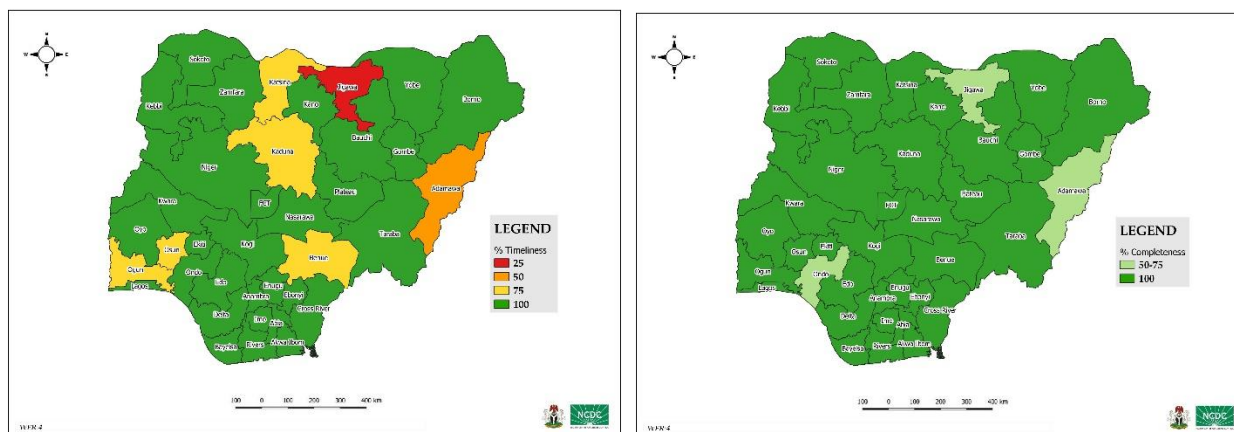 N
W E
S
Sokoto
Katsina
Jigawa
Yobe
Borno
Zamfara
Kano
Kebbi
Bauchi
Kaduna
Gombe
Niger
Adamawa
Plateau
FCT
Kwara
Nasarawa
Taraba
Oyo
Osun
Ekiti
Kogi
Benue
Ogun
Ondo
Edo
Lagos
Enugu
Anambra
Ebonyi
Cross River
Delta
Imo
Abia
Bayelsa
Rivers
Akwa Ibom
LEGEND
% Timeliness
25
50
75
100
100 0 100 200 300 400 km
NCDC
WER 4
N
W E
S
Sokoto
Katsina
Jigawa
Yobe
Borno
Zamfara
Kano
Kebbi
Bauchi
Gombe
Kaduna
Niger
Adamawa
Plateau
FCT
Kwara
Nasarawa
Taraba
Oyo
Osun
Ekiti
Kogi
Benue
Ogun
Ondo
Edo
Lagos
Enugu
Anambra
Ebonyi
Cross River
Delta
Imo
Abia
Bayelsa
Rivers
Akwa Ibom
LEGEND
% Completeness
50-75
100
100 0 100 200 300 400 km
NCDC
WER 4